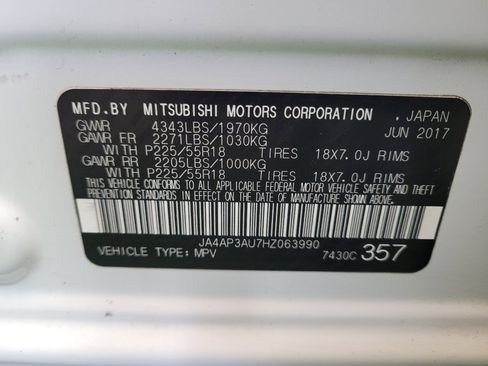 MFD.BY MITSUBISHI MOTORS CORPORATION . JAPAN
GVWR 4343LBS/1970KG JUN 2017
GAWR FR 2271LBS/1030KG
WITH P225/55R18 TIRES 18X7.0J RIMS
GAWR RR 2205LBS/1000KG
WITH P225/55R18 TIRES 18X7.0J RIMS
THIS VEHICLE CONFORMS TO ALL APPLICABLE FEDERAL MOTOR VEHICLE SAFETY AND THEFT
PREVENTION STANDARDS IN EFFECT ON THE DATE OF MANUFACTURE SHOWN ABOVE.
JA4AP3AU7HZ063990
VEHICLE TYPE: MPV 7430C 357